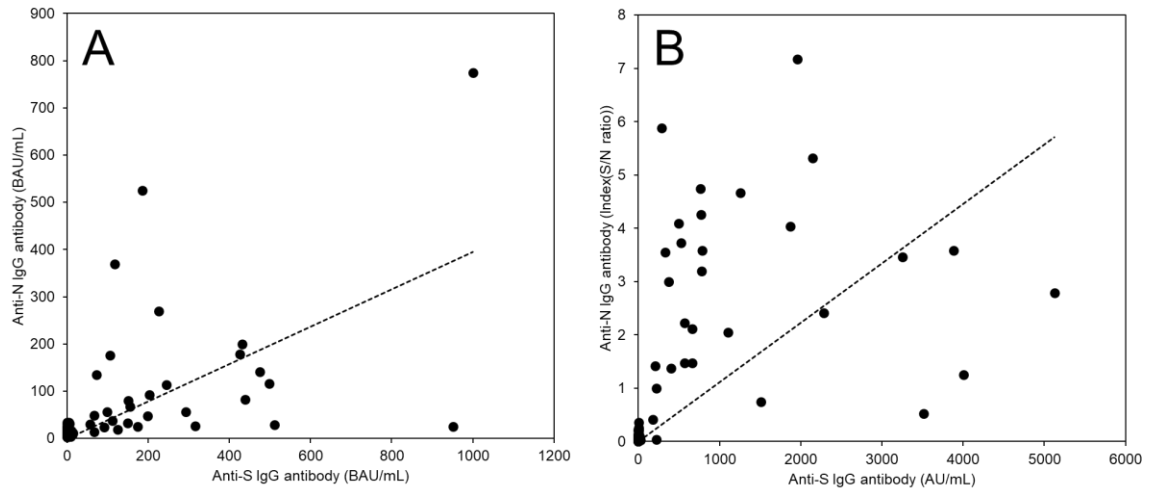 A
900
800
700
600
500
400
300
200
100
0
Anti-N IgG antibody (BAU/mL)
0 200 400 600 800 1000 1200
Anti-S IgG antibody (BAU/mL)
B
8
7
6
5
4
3
2
1
0
Anti-N IgG antibody (Index(S/N ratio))
0 1000 2000 3000 4000 5000 6000
Anti-S IgG antibody (AU/mL)